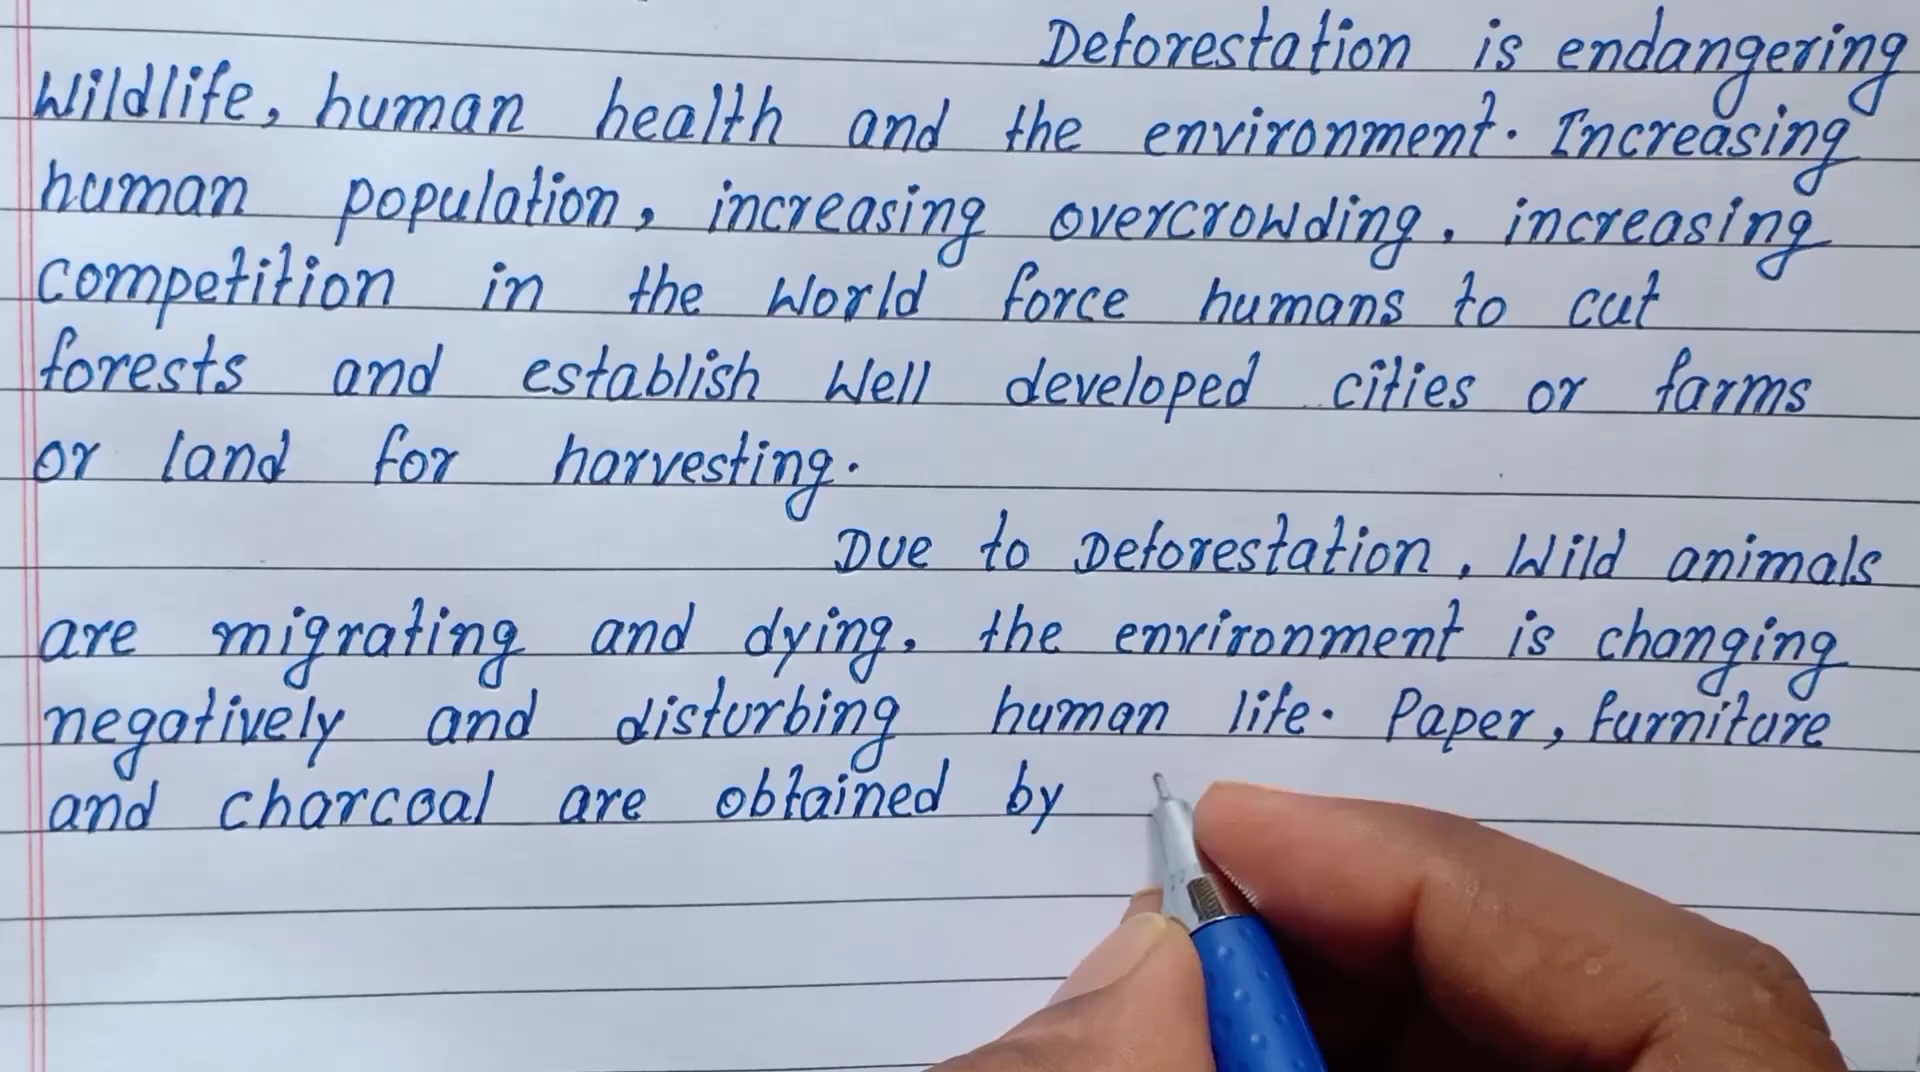 Deforestation is endangering
Wildlife, human health and the environment. Increasing
human population, increasing overcrowding, increasing
competition in the World force humans to cut
forests and establish Well developed cities or farms
or land for harvesting.
Due to Deforestation, Wild animals
are migrating and dying, the environment is changing
negatively and disturbing human life. Paper, furniture
and charcoal are obtained by